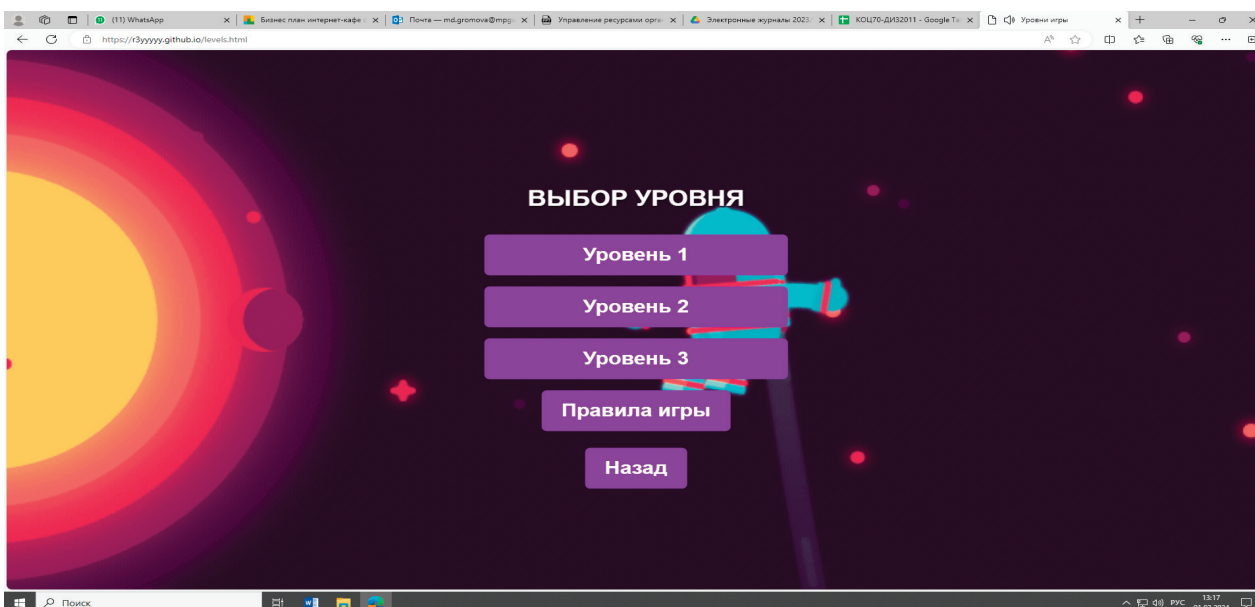 (11) WhatsApp
Бизнес план интернет-кафе
Почта — md.gromova@mpg
Управление ресурсами орга
Электронные журналы 2023
КОЦ70-ДИЗ2011 - Google Та
Уровни игры
https://r3yyyyy.github.io/levels.html
ВЫБОР УРОВНЯ
Уровень 1
Уровень 2
Уровень 3
Правила игры
Назад
Поиск
РУС
13:17